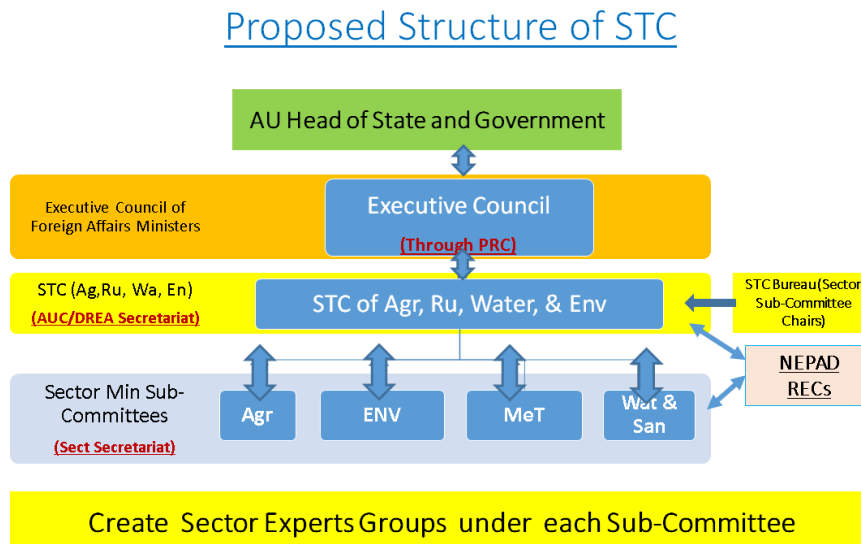 Proposed Structure of STC
AU Head of State and Government
Executive Council of
Foreign Affairs Ministers
Executive Council
(Through PRC)
STC (Ag,Ru, Wa, En)
(AUC/DREA Secretariat)
STC of Agr, Ru, Water, & Env
STC Bureau(Sector
Sub-Committee
Chairs)
NEPAD
RECs
Sector Min Sub-
Committees
(Sect Secretariat)
Agr
ENV
MeT
Wat &
San
Create Sector Experts Groups under each Sub-Committee